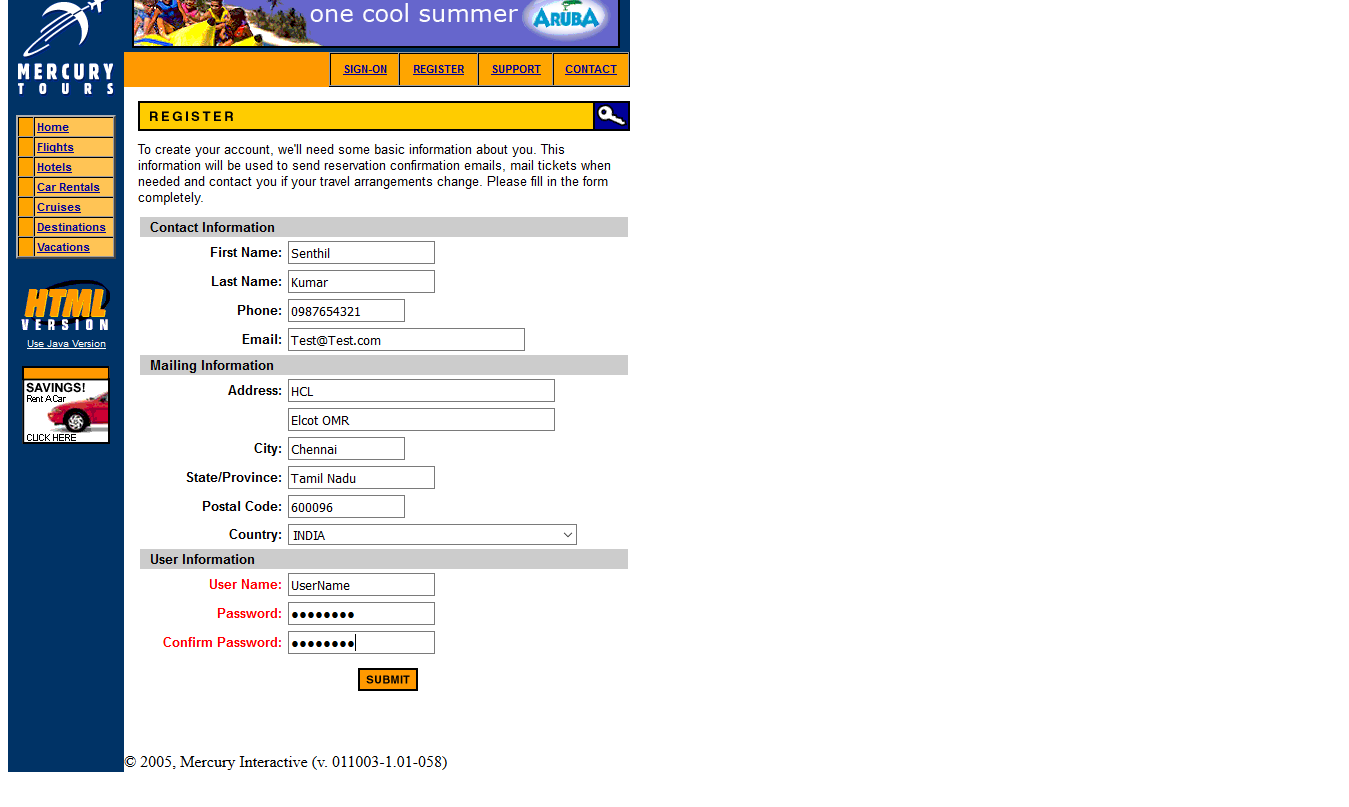 one cool summer
ARUBA
MERCURY
TOURS
SIGN-ON REGISTER SUPPORT CONTACT
Home
Flights
Hotels
Car Rentals
Cruises
Destinations
Vacations
HTML
VERSION
Use Java Version
SAVINGS!
Rent A Car
CLICK HERE
REGISTER
To create your account, we'll need some basic information about you. This
information will be used to send reservation confirmation emails, mail tickets when
needed and contact you if your travel arrangements change. Please fill in the form
completely.
Contact Information
First Name: Senthil
Last Name: Kumar
Phone: 0987654321
Email: Test@Test.com
Mailing Information
Address: HCL
Elcot OMR
City: Chennai
State/Province: Tamil Nadu
Postal Code: 600096
Country: INDIA
User Information
User Name: UserName
Password: ●●●●●●●●
Confirm Password: ●●●●●●●●
SUBMIT
© 2005, Mercury Interactive (v. 011003-1.01-058)